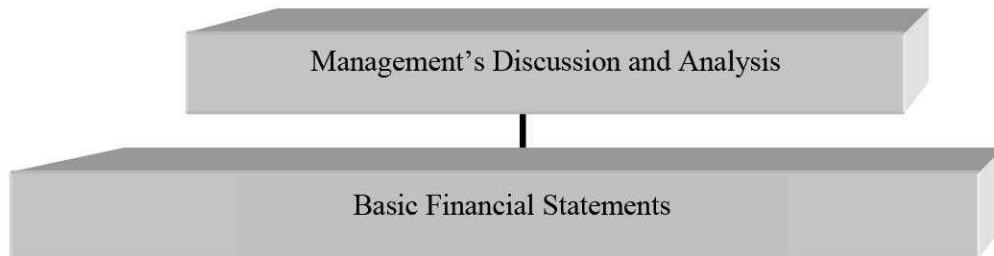 Management’s Discussion and Analysis
Basic Financial Statements